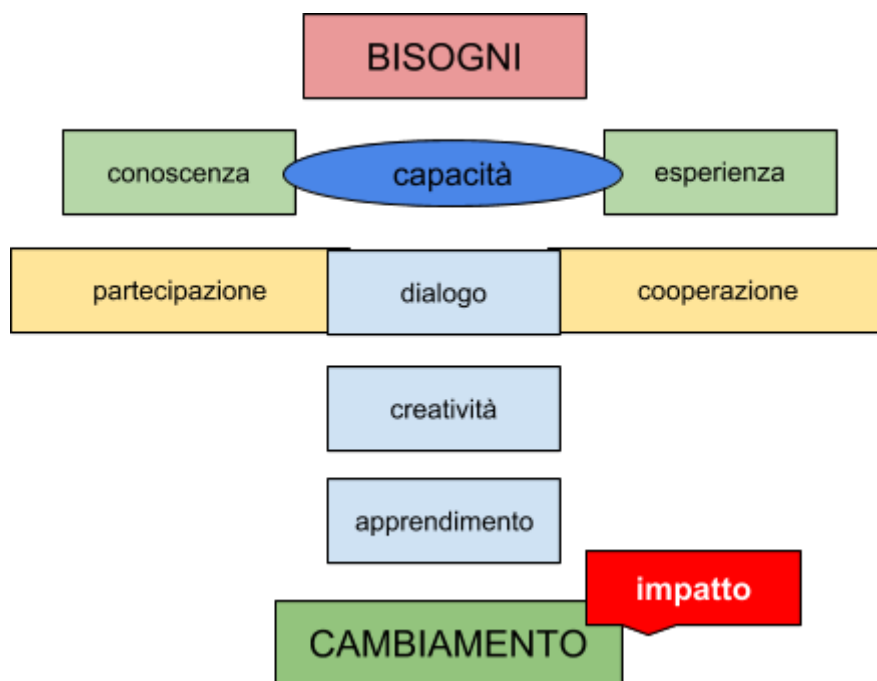 BISOGNI
conoscenza
capacità
esperienza
partecipazione
dialogo
cooperazione
creatività
apprendimento
impatto
CAMBIAMENTO